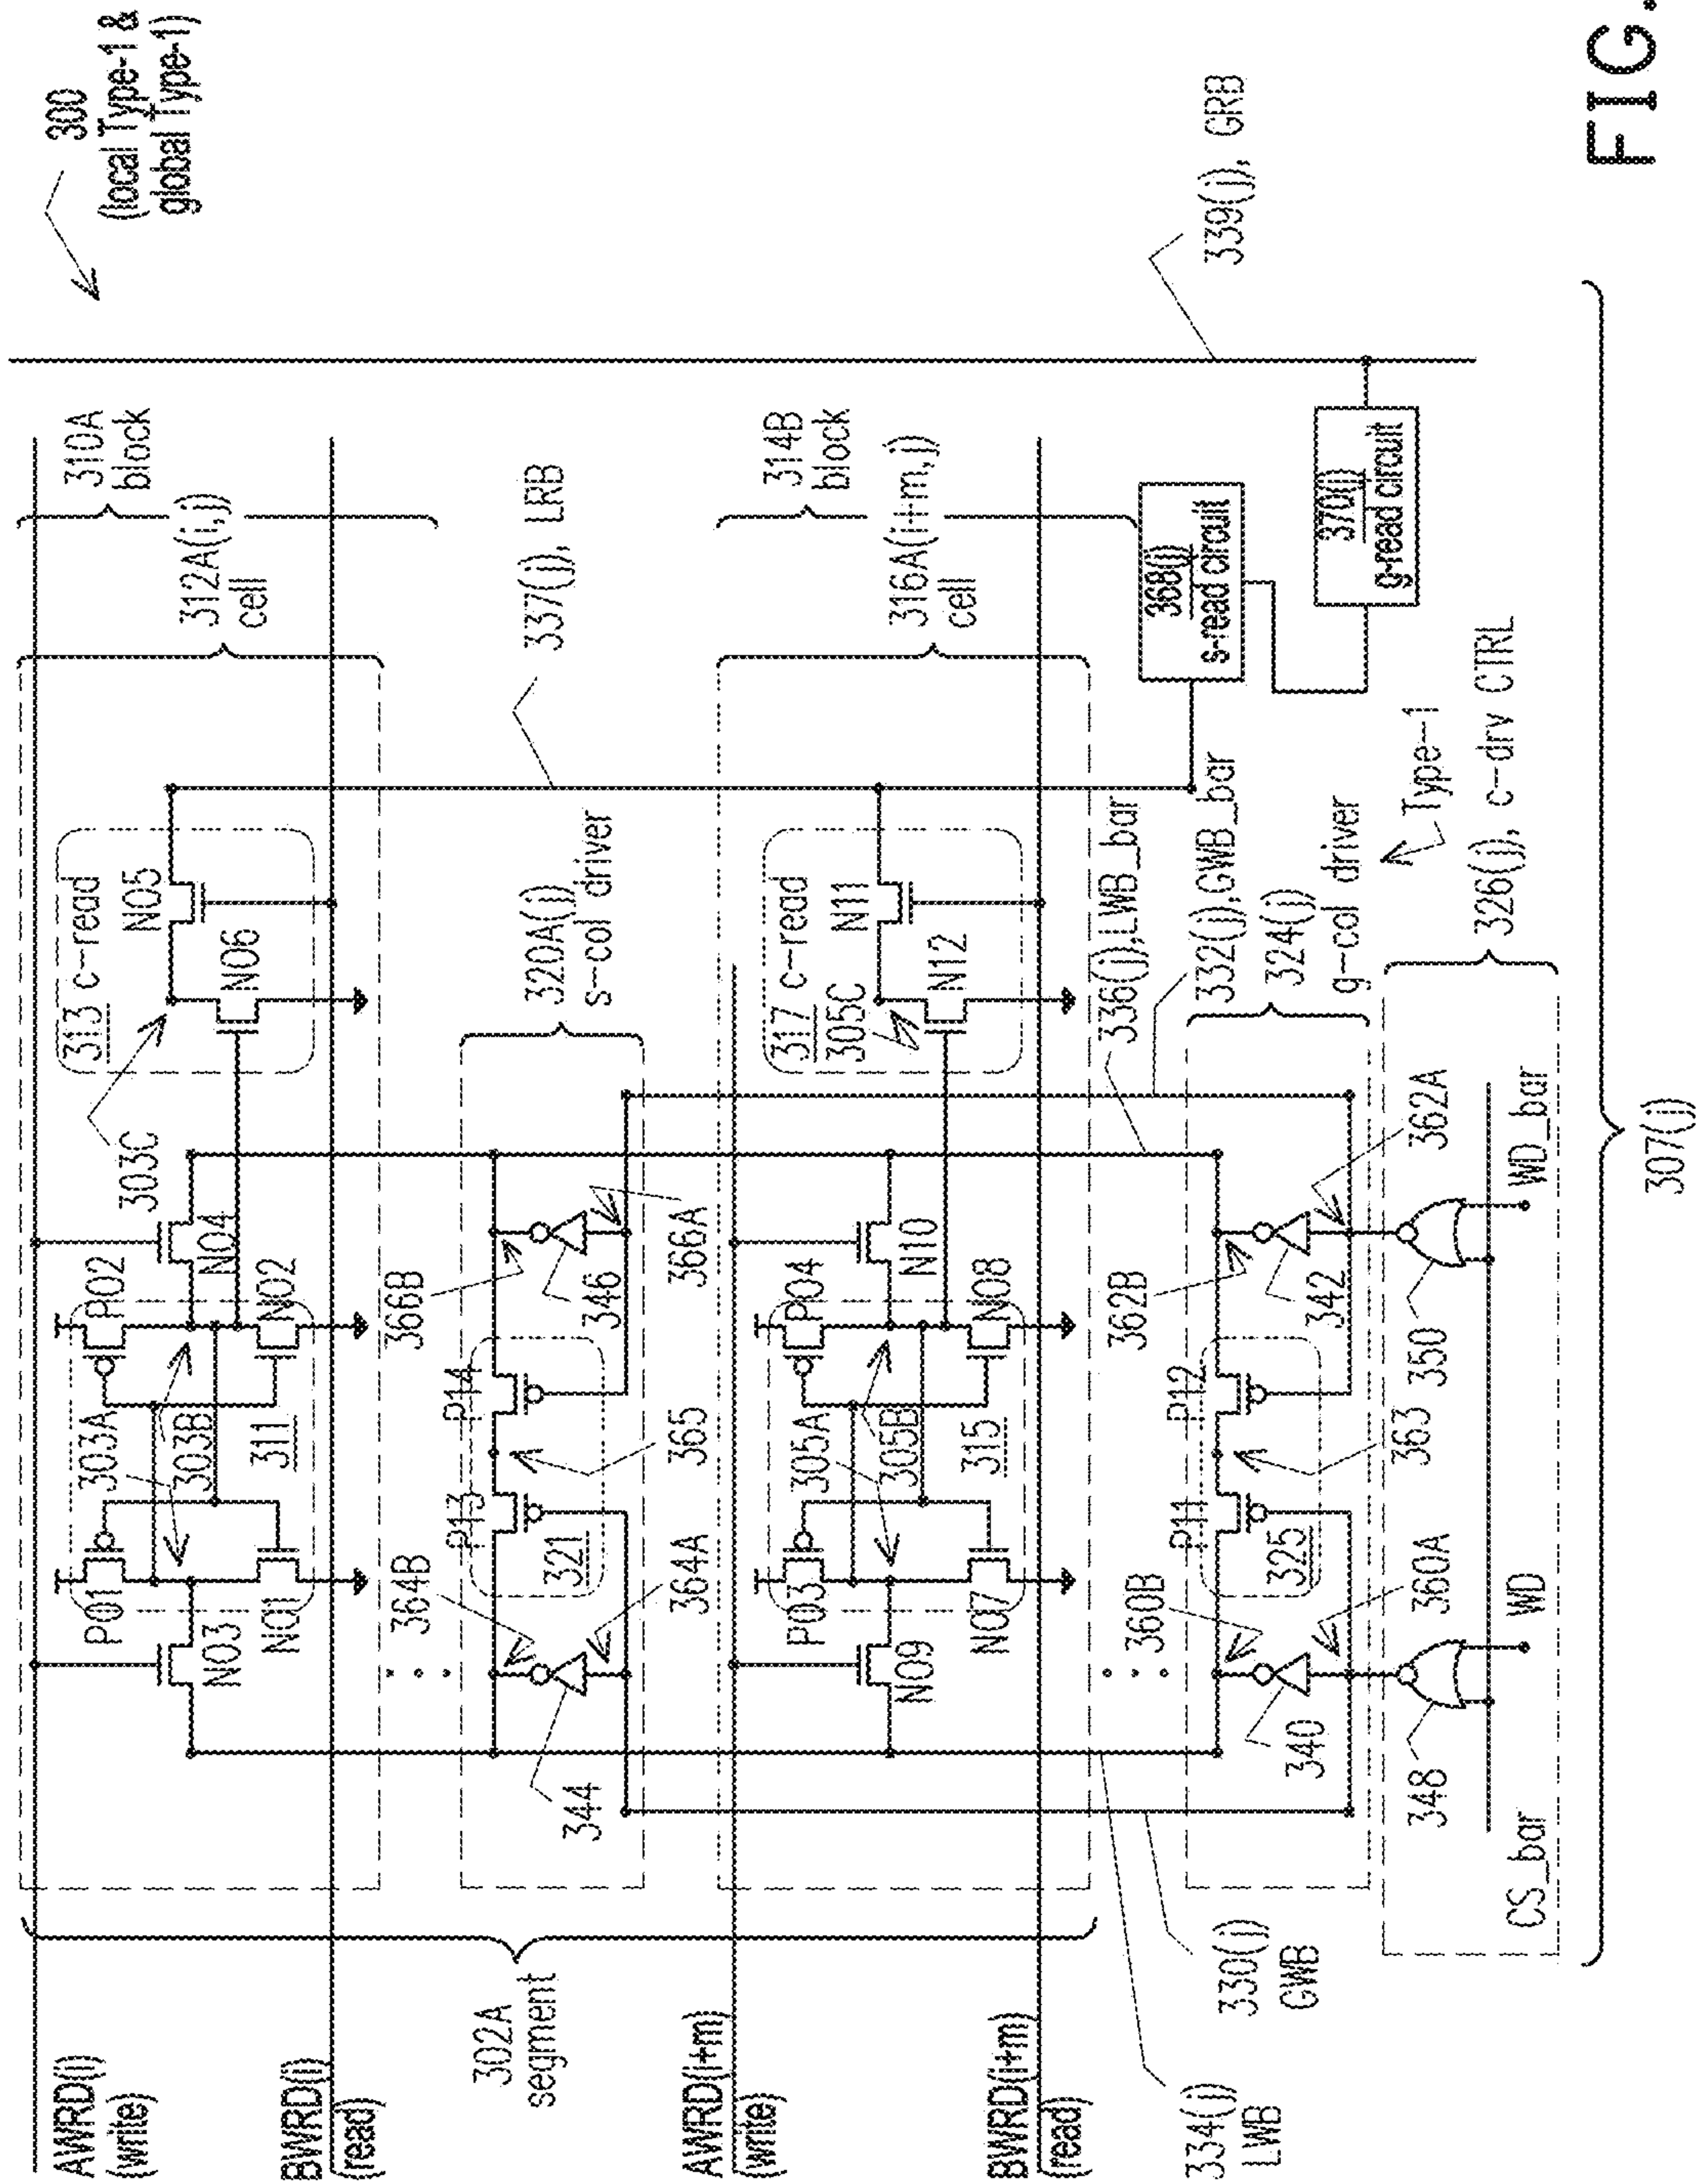 300
(local Type-1 &
global Type-1)
AWRD(i)
(write)
BWRD(i)
(read)
302A
segment
AWRD(i+m)
(write)
BWRD(i+m)
(read)
334(j)
LWB
330(j)
GWB
310A
block
312A(i,j)
cell
337(j), LRB
314B
block
316A(i+m,j)
cell
339(j), GRB
P01
303A
P02
N03
303B
N04
N01
311
N02
303C
313 c-read
N05
N06
364B
366B
P13
P14
320A(j)
s-col driver
344
321
346
364A
365
366A
P03
305A
P04
N09
305B
N10
N07
315
N08
317 c-read
305C
N11
N12
336(j),LWB_bar
332(j),GWB_bar
368(j)
s-read circuit
370(j)
g-read circuit
360B
362B
P11
P12
324(j)
g-col driver
Type-1
340
325
342
360A
363
362A
348
350
326(j), c-drv CTRL
CS_bar
WD
WD_bar
307(j)
FIG.